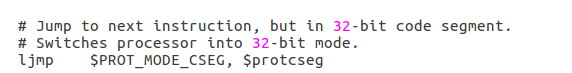 # Jump to next instruction, but in 32-bit code segment.
# Switches processor into 32-bit mode.
ljmp    $PROT_MODE_CSEG, $protcseg